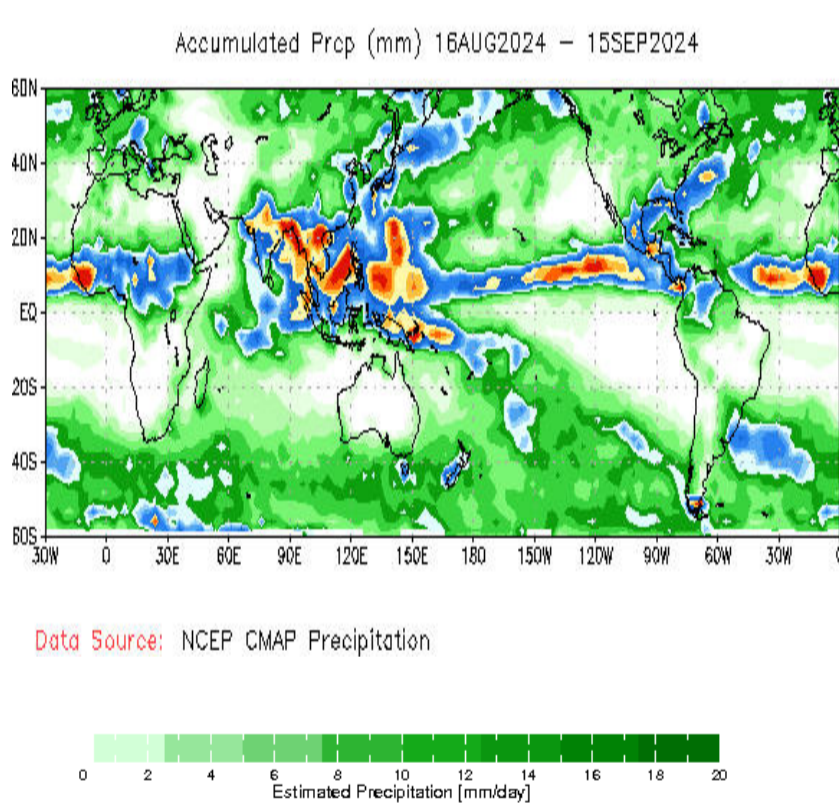 Accumulated Prcp (mm) 16AUG2024 – 15SEP2024
60N
40N
20N
EQ
20S
40S
60S
30W 0 30E 60E 90E 120E 150E 180 150W 120W 90W 60W 30W 0
Data Source: NCEP CMAP Precipitation
0 2 4 6 8 10 12 14 16 18 20
Estimated Precipitation [mm/day]